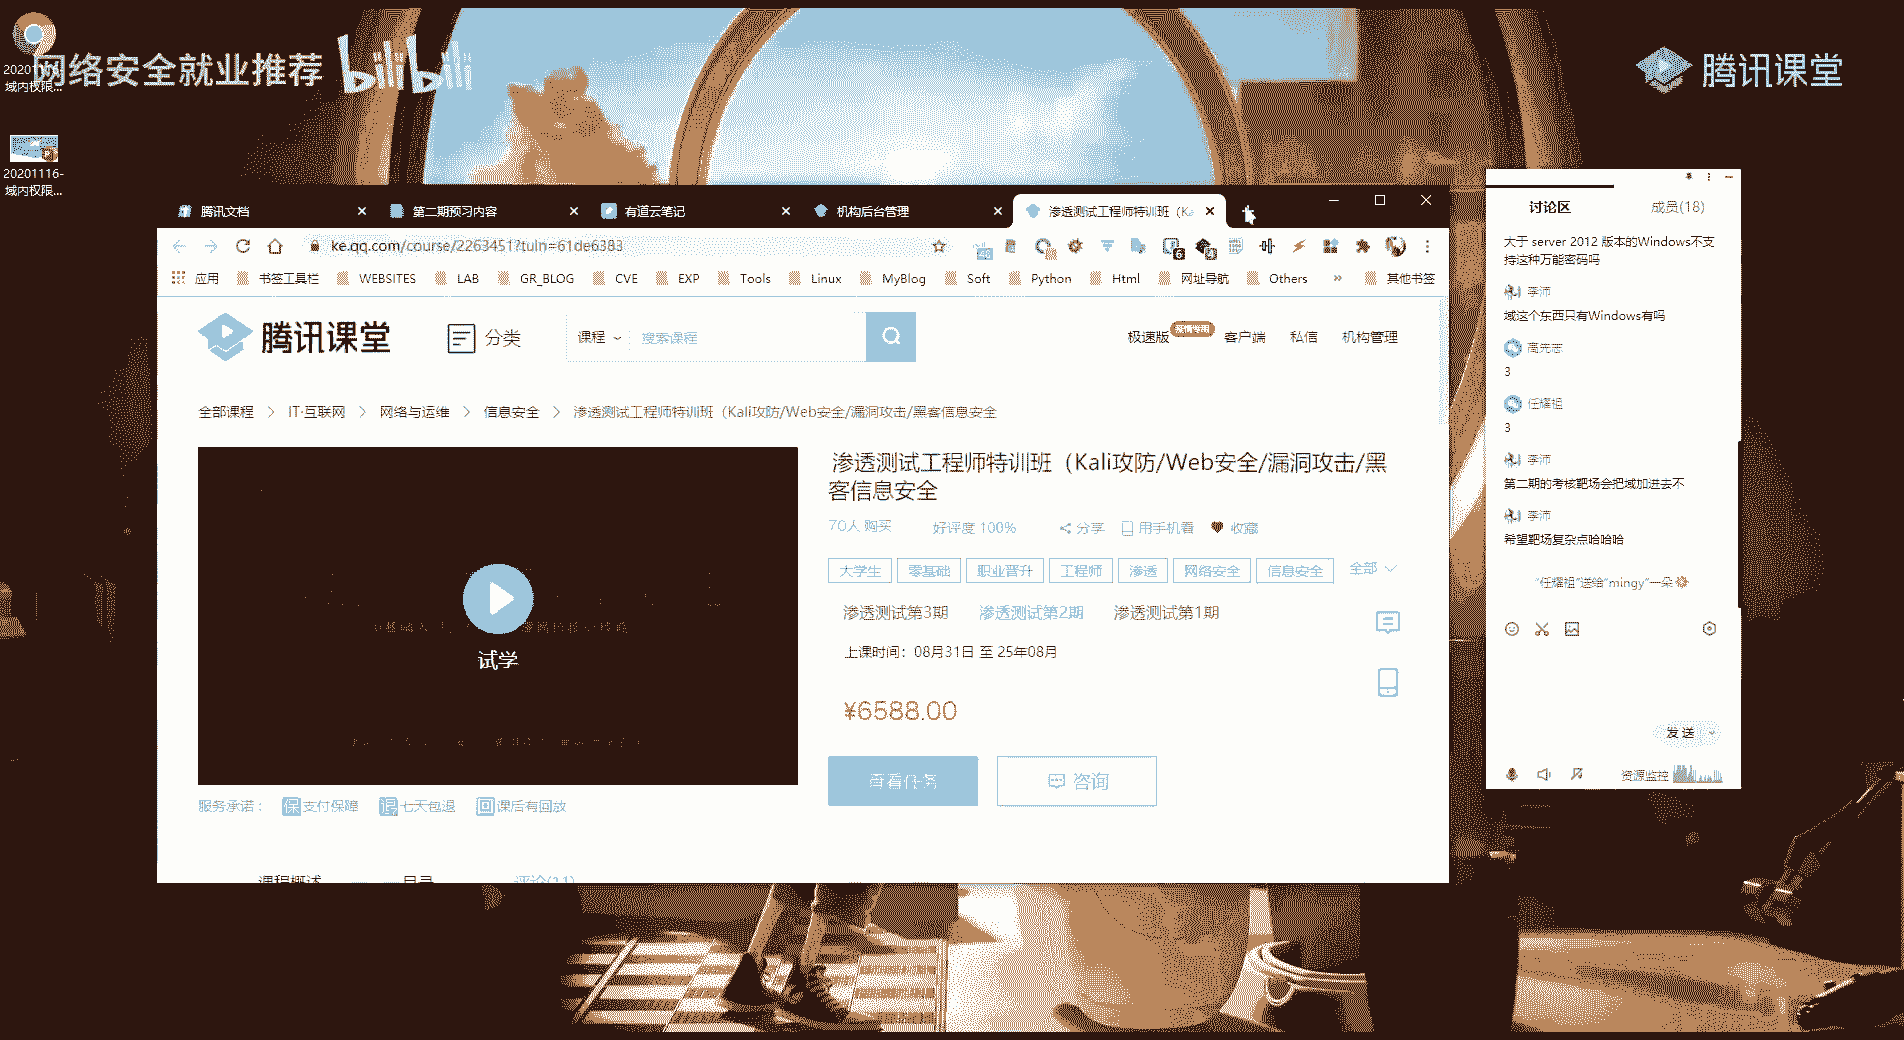 网络安全就业推荐
bilibili
腾讯课堂
域内权限...
20201116-
域内权限...
腾讯文档
第二期预习内容
有道云笔记
机构后台管理
渗透测试工程师特训班（Ka
ke.qq.com/course/2263451?tuin=61de6383
应用 书签工具栏 WEBSITES LAB GR_BLOG CVE EXP Tools Linux MyBlog Soft Python Html 网址导航 Others » 其他书签
腾讯课堂
分类
课程
搜索课程
极速版
客户端 私信 机构管理
全部课程 > IT·互联网 > 网络与运维 > 信息安全 > 渗透测试工程师特训班（Kali攻防/Web安全/漏洞攻击/黑客信息安全
试学
服务承诺： 保 支付保障 退 七天包退 回 课后有回放
渗透测试工程师特训班（Kali攻防/Web安全/漏洞攻击/黑
客信息安全
70人 购买 好评度 100% 分享 用手机看 收藏
大学生 零基础 职业晋升 工程师 渗透 网络安全 信息安全 全部
渗透测试第3期 渗透测试第2期 渗透测试第1期
上课时间：08月31日 至 25年08月
¥6588.00
查看任务 咨询
课程概述 目录 评论(11)
讨论区 成员(18)
大于 server 2012 版本的Windows不支
持这种万能密码吗
李沛
域这个东西只有Windows有吗
高先志
3
任耀祖
3
李沛
第二期的考核靶场会把域加进去不
李沛
希望靶场复杂点哈哈哈
“任耀祖”送给“mingy”一朵
发送
资源监控